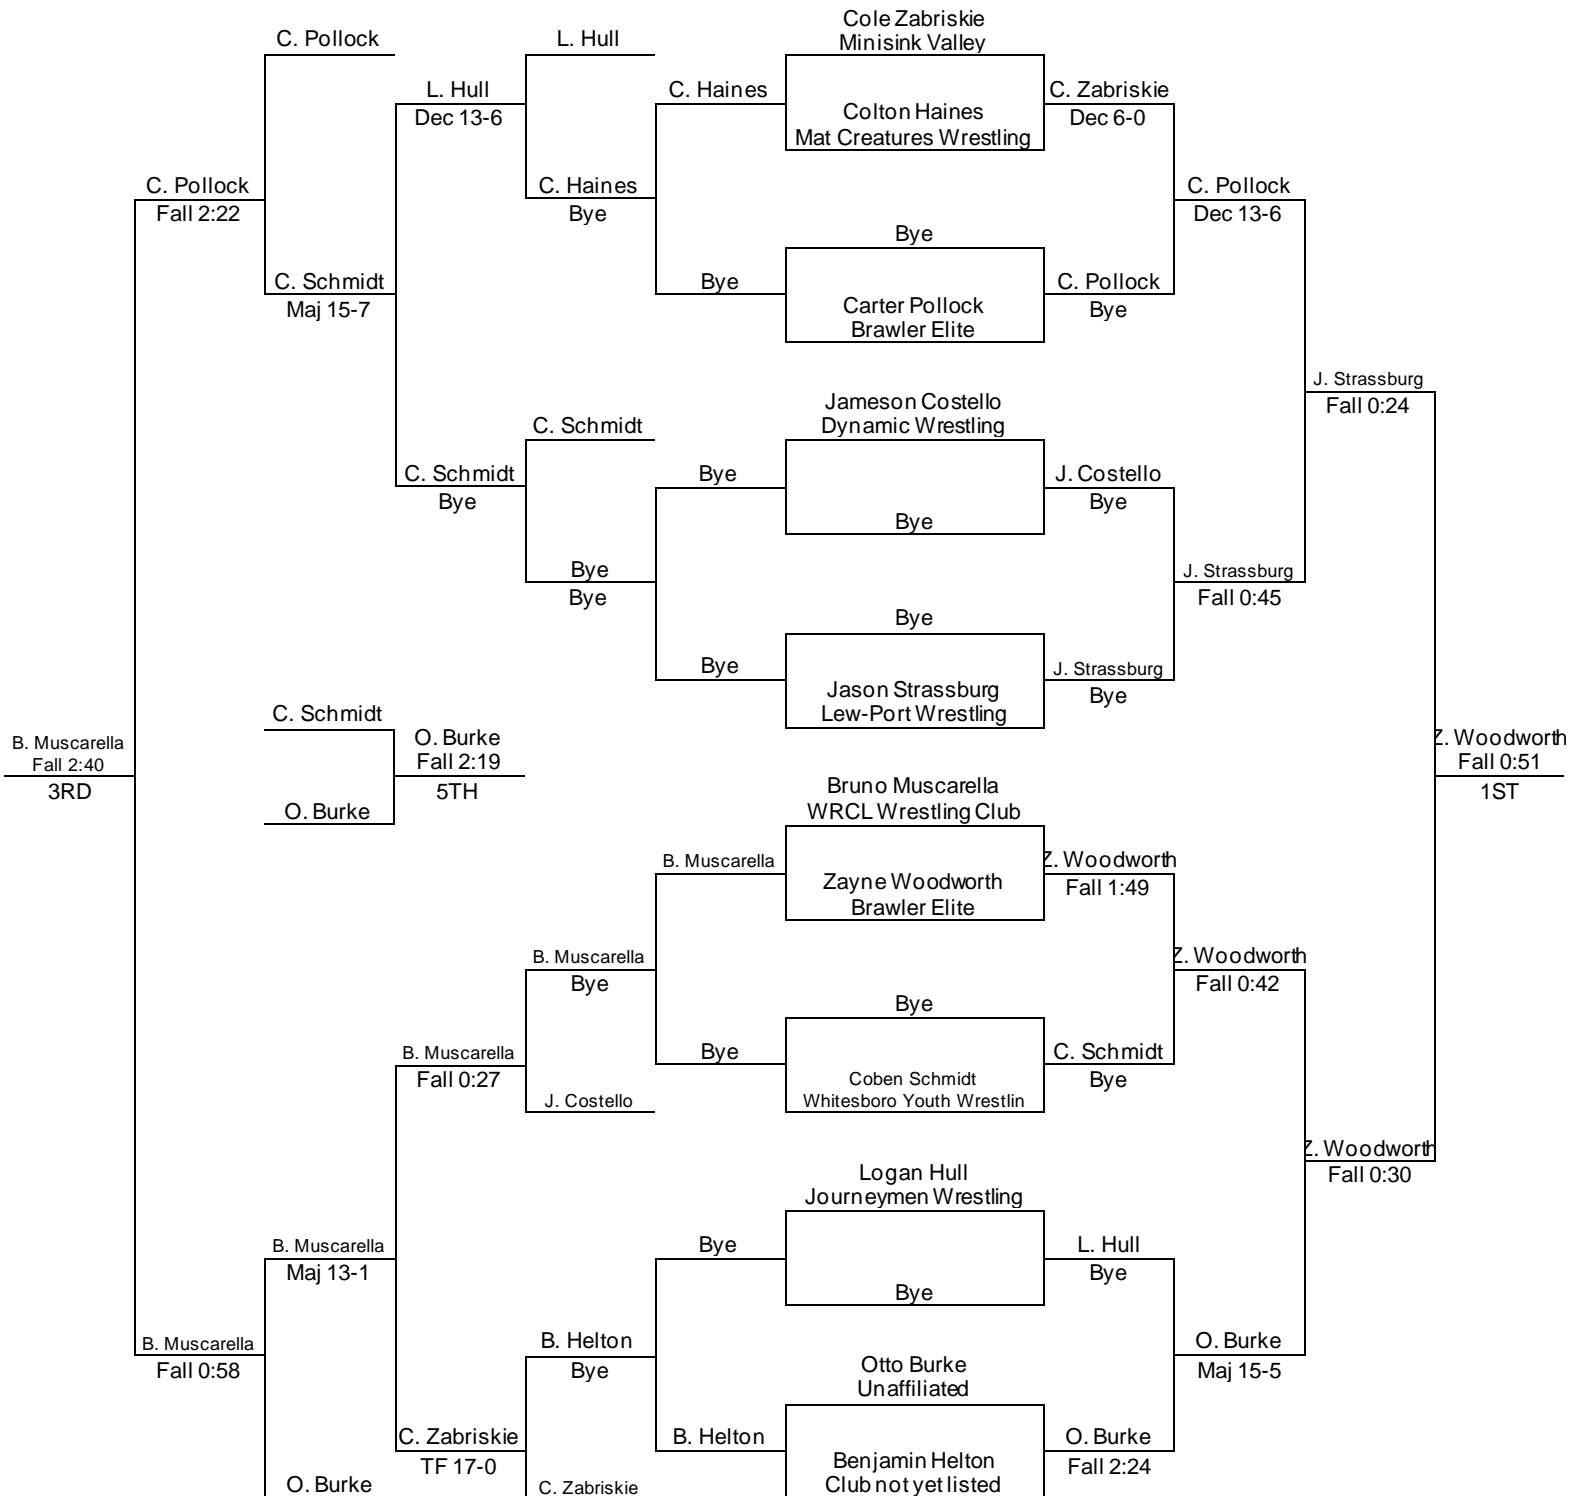 Cole Zabriskie
Minisink Valley
C. Pollock
L. Hull
L. Hull
Dec 13-6
C. Haines
C. Zabriskie
Dec 6-0
Colton Haines
Mat Creatures Wrestling
C. Pollock
Fall 2:22
C. Haines
Bye
C. Pollock
Dec 13-6
Bye
C. Schmidt
Maj 15-7
Bye
C. Pollock
Bye
Carter Pollock
Brawler Elite
J. Strassburg
Fall 0:24
Jameson Costello
Dynamic Wrestling
C. Schmidt
C. Schmidt
Bye
Bye
J. Costello
Bye
Bye
Bye
Bye
J. Strassburg
Fall 0:45
Bye
Bye
J. Strassburg
Bye
Jason Strassburg
Lew-Port Wrestling
C. Schmidt
B. Muscarella
Fall 2:40
3RD
O. Burke
Fall 2:19
5TH
Z. Woodworth
Fall 0:51
1ST
O. Burke
Bruno Muscarella
WRCL Wrestling Club
B. Muscarella
Z. Woodworth
Fall 1:49
Zayne Woodworth
Brawler Elite
B. Muscarella
Bye
Z. Woodworth
Fall 0:42
Bye
B. Muscarella
Fall 0:27
Bye
C. Schmidt
Bye
Coben Schmidt
Whitesboro Youth Wrestlin
J. Costello
Z. Woodworth
Fall 0:30
Logan Hull
Journeymen Wrestling
B. Muscarella
Maj 13-1
Bye
L. Hull
Bye
Bye
B. Muscarella
Fall 0:58
B. Helton
Bye
O. Burke
Maj 15-5
Otto Burke
Unaffiliated
C. Zabriskie
TF 17-0
B. Helton
O. Burke
Fall 2:24
Benjamin Helton
Club not yet listed
O. Burke
C. Zabriskie